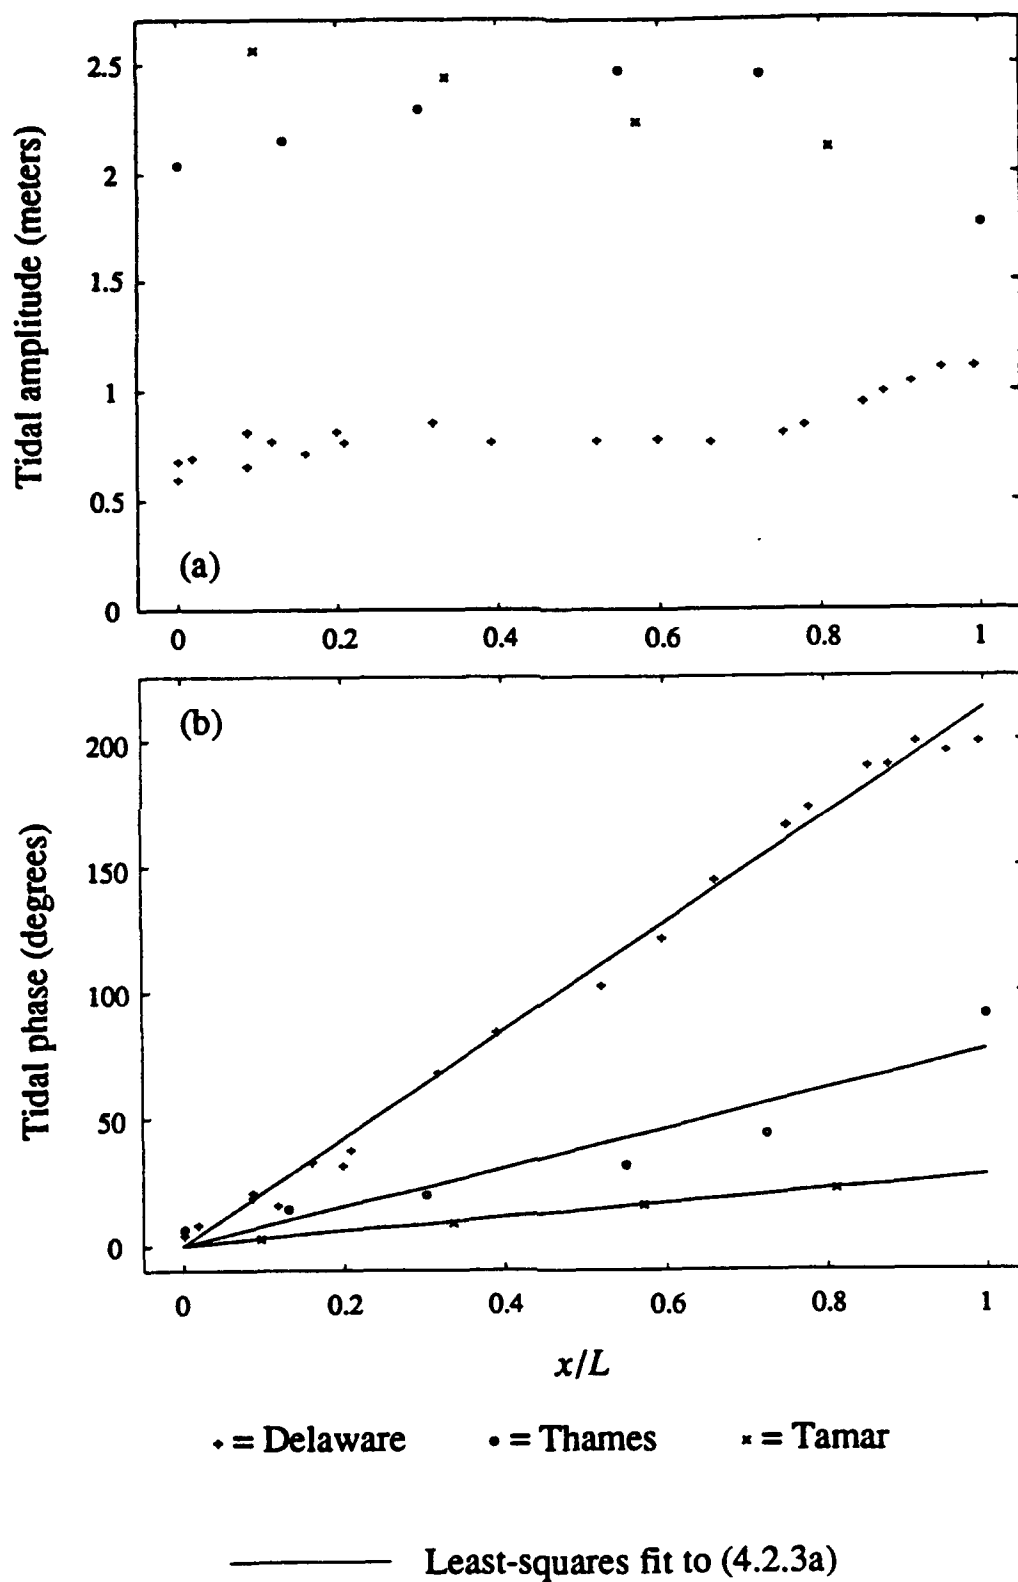 Tidal amplitude (meters)
2.5
2
1.5
1
0.5
0
(a)
0 0.2 0.4 0.6 0.8 1
Tidal phase (degrees)
(b)
200
150
100
50
0
0 0.2 0.4 0.6 0.8 1
x/L
+ = Delaware • = Thames × = Tamar
Least-squares fit to (4.2.3a)